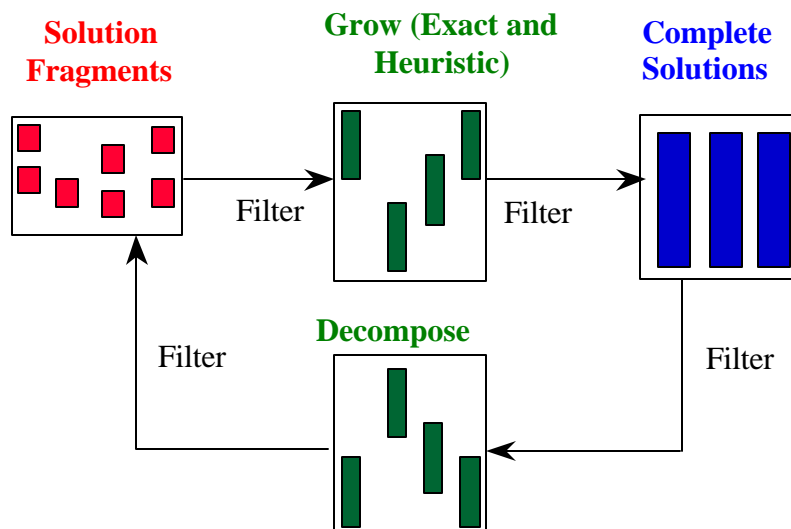 Solution
Fragments
Grow (Exact and
Heuristic)
Complete
Solutions
Filter
Filter
Decompose
Filter
Filter